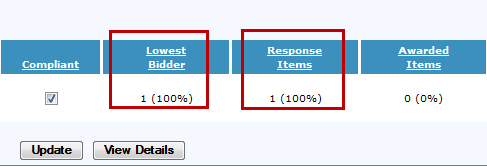 Compliant Lowest Bidder Response Items Awarded Items
1 (100%) 1 (100%) 0 (0%)
Update View Details